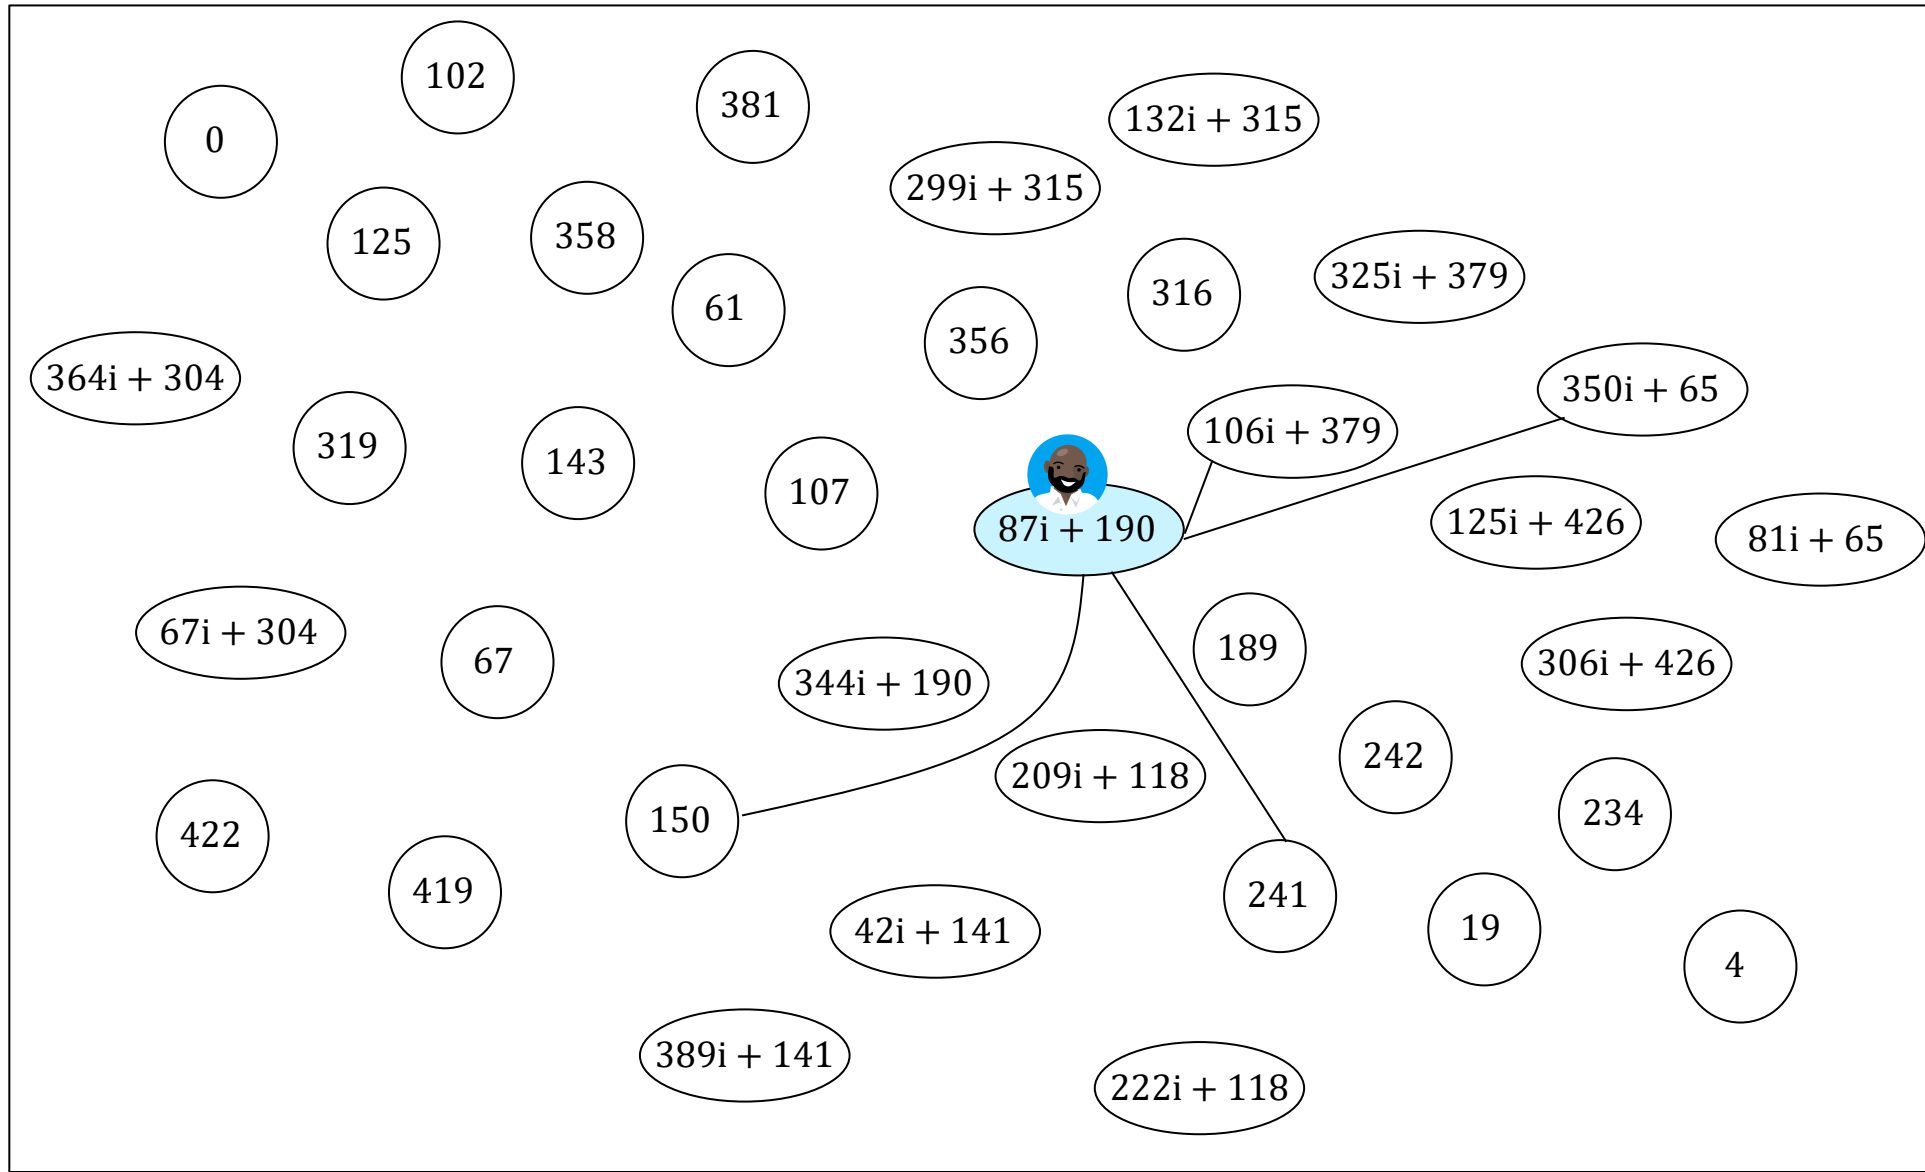 102
381
132i + 315
0
299i + 315
125
358
325i + 379
61
316
356
364i + 304
350i + 65
106i + 379
319
143
107
87i + 190
125i + 426
81i + 65
67i + 304
67
344i + 190
189
306i + 426
209i + 118
242
150
234
422
419
241
42i + 141
19
4
389i + 141
222i + 118